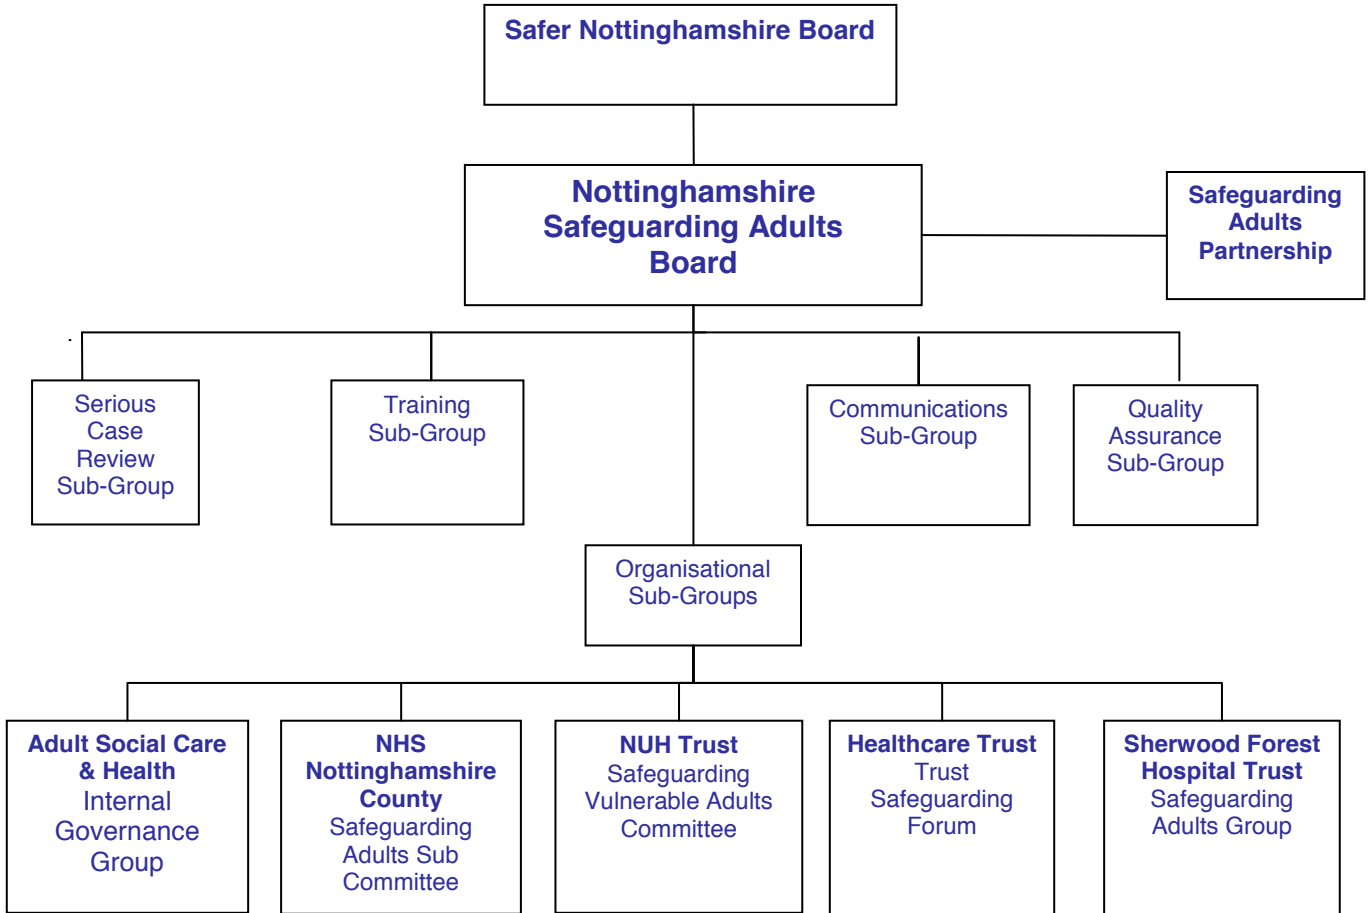 Safer Nottinghamshire Board
Nottinghamshire
Safeguarding Adults
Board
Safeguarding
Adults
Partnership
Serious
Case
Review
Sub-Group
Training
Sub-Group
Communications
Sub-Group
Quality
Assurance
Sub-Group
Organisational
Sub-Groups
Adult Social Care
& Health
Internal
Governance
Group
NHS
Nottinghamshire
County
Safeguarding
Adults Sub
Committee
NUH Trust
Safeguarding
Vulnerable Adults
Committee
Healthcare Trust
Trust
Safeguarding
Forum
Sherwood Forest
Hospital Trust
Safeguarding
Adults Group